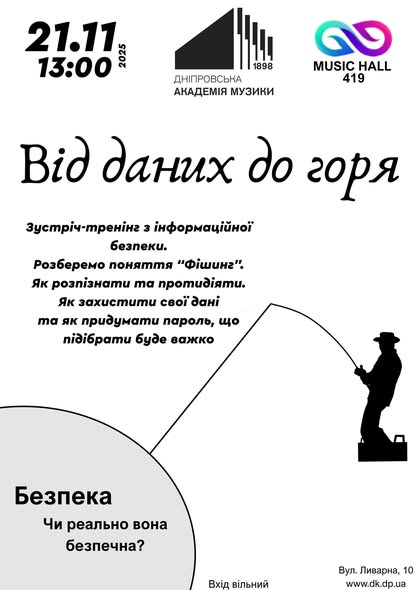 21.11
2025
13:00
1898
ДНІПРОВСЬКА
АКАДЕМІЯ МУЗИКИ
MUSIC HALL
419
Від даних до горя
Зустріч-тренінг з інформаційної
безпеки.
Розберемо поняття “Фішинг”.
Як розпізнати та протидіяти.
Як захистити свої дані
та як придумати пароль, що
підібрати буде важко
Безпека
Чи реально вона
безпечна?
Вхід вільний
Вул. Ливарна, 10
www.dk.dp.ua